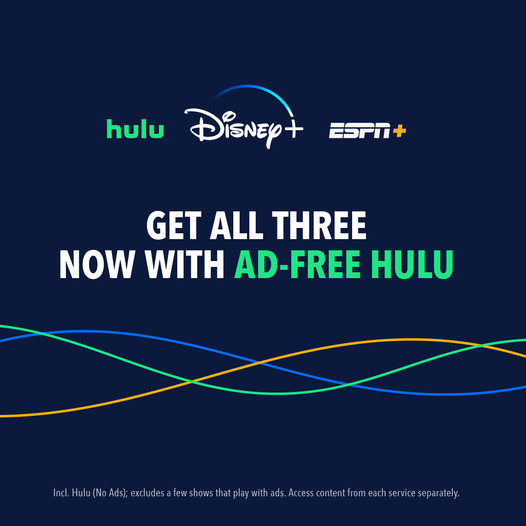 hulu Disney+ ESPN+
GET ALL THREE
NOW WITH AD-FREE HULU
Incl. Hulu (No Ads); excludes a few shows that play with ads. Access content from each service separately.